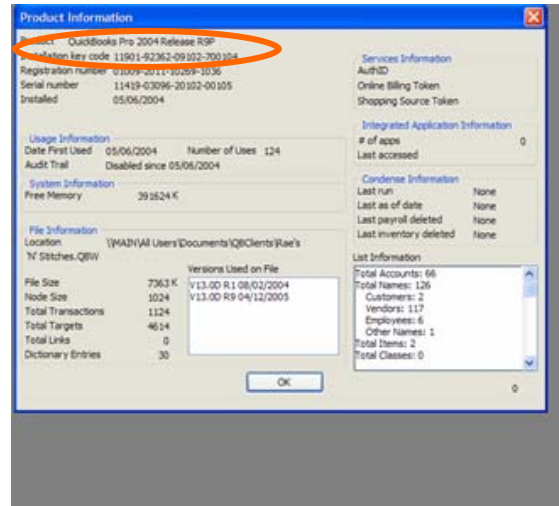 Product Information
Product QuickBooks Pro 2004 Release R9P
Installation key code 11901-92362-09102-700104
Registration number 01009-2011-10269-1036
Serial number 11419-03096-20102-00105
Installed 05/06/2004
Services Information
AuthID
Online Billing Token
Shopping Source Token
Usage Information
Date First Used 05/06/2004 Number of Uses 124
Audit Trail Disabled since 05/06/2004
Integrated Application Information
# of apps 0
Last accessed
System Information
Free Memory 391624 K
Condense Information
Last run None
Last as of date None
Last payroll deleted None
Last inventory deleted None
File Information
Location \\MAIN\All Users\Documents\QBClients\Rae's
'N' Stitches.QBW
Versions Used on File
V13.0D R1 08/02/2004
V13.0D R9 04/12/2005
File Size 7363 K
Node Size 1024
Total Transactions 1124
Total Targets 4614
Total Links 0
Dictionary Entries 30
List Information
Total Accounts: 66
Total Names: 126
Customers: 2
Vendors: 117
Employees: 6
Other Names: 1
Total Items: 2
Total Classes: 0
OK
0